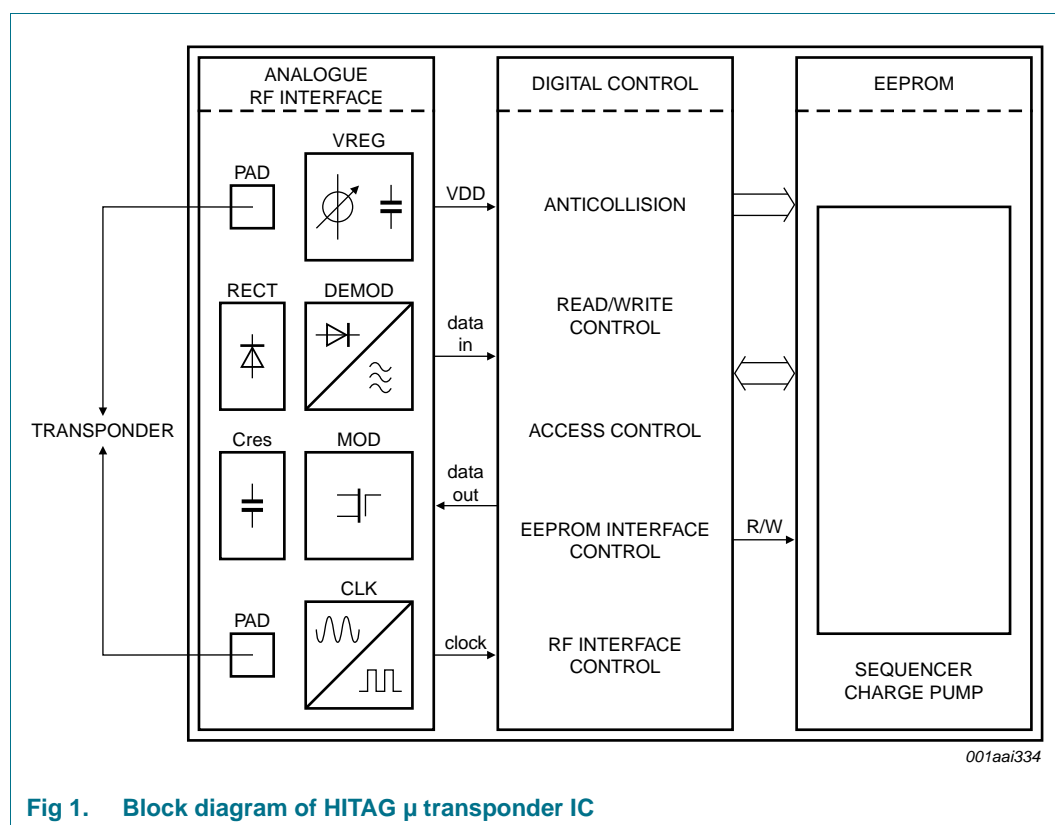 ANALOGUE
RF INTERFACE
DIGITAL CONTROL
EEPROM
VREG
PAD
VDD
ANTICOLLISION
RECT
DEMOD
data
in
READ/WRITE
CONTROL
TRANSPONDER
ACCESS CONTROL
Cres
MOD
data
out
EEPROM INTERFACE
CONTROL
R/W
CLK
PAD
clock
RF INTERFACE
CONTROL
SEQUENCER
CHARGE PUMP
001aai334
Fig 1. Block diagram of HITAG µ transponder IC